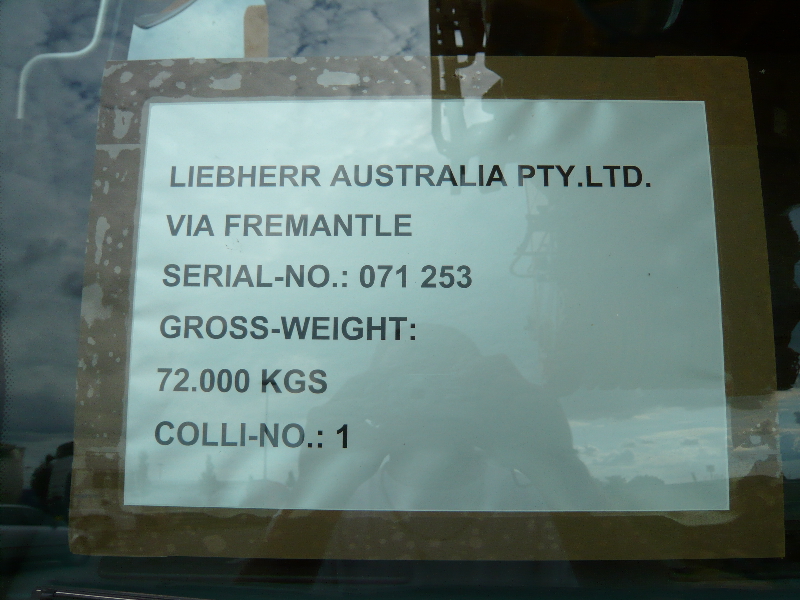 LIEBHERR AUSTRALIA PTY.LTD.
VIA FREMANTLE
SERIAL-NO.: 071 253
GROSS-WEIGHT:
72.000 KGS
COLLI-NO.: 1